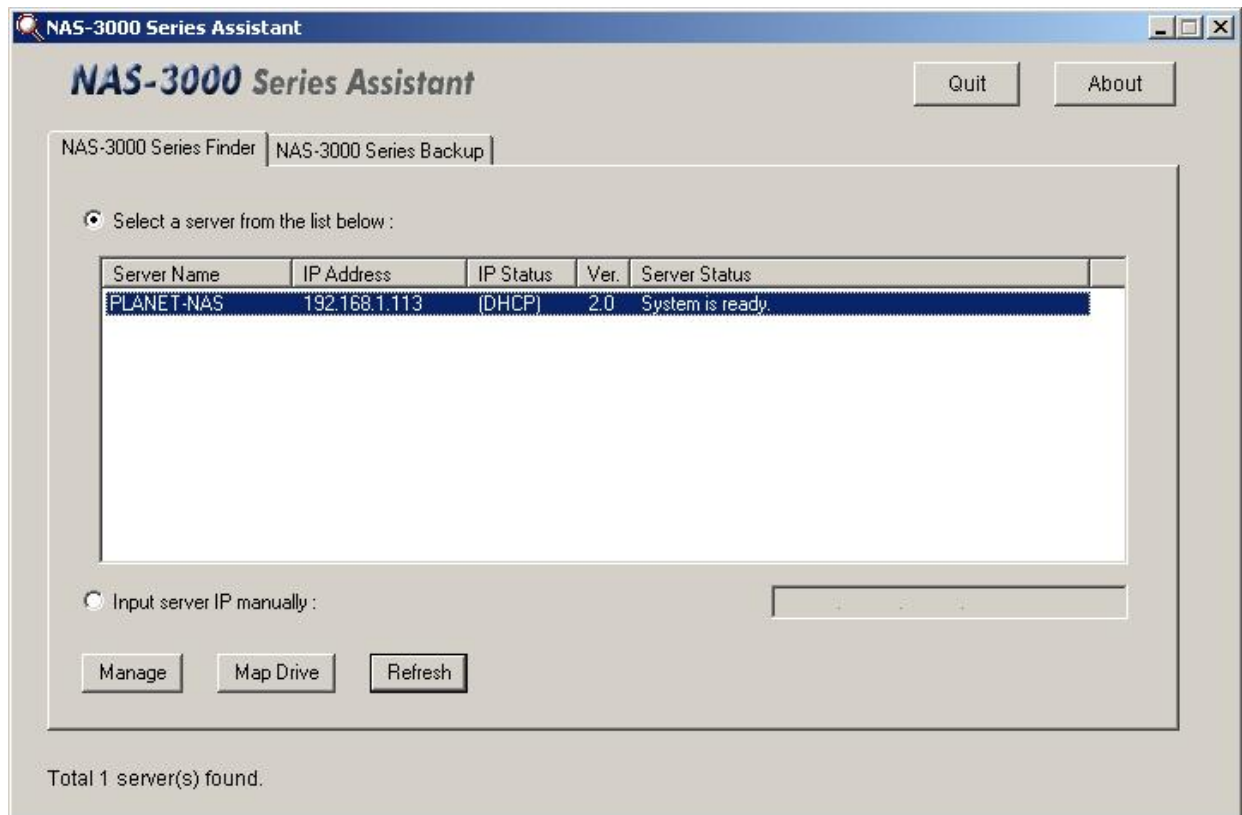 NAS-3000 Series Assistant
NAS-3000 Series Assistant
Quit
About
NAS-3000 Series Finder
NAS-3000 Series Backup
Select a server from the list below :
Server Name IP Address IP Status Ver. Server Status
PLANET-NAS 192.168.1.113 (DHCP) 2.0 System is ready.
Input server IP manually :
. . .
Manage
Map Drive
Refresh
Total 1 server(s) found.